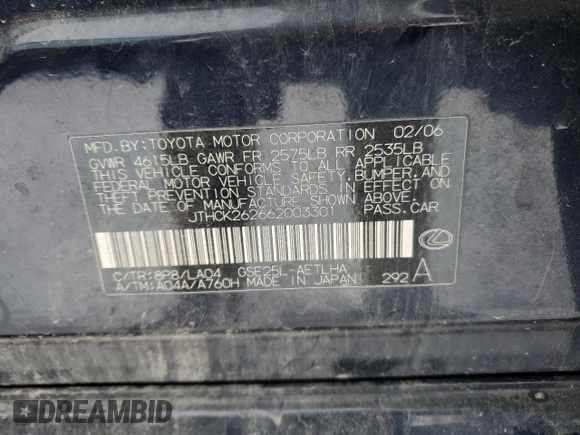 MFD. BY: TOYOTA MOTOR CORPORATION 02/06
GVWR 4615LB GAWR FR 2575LB RR 2535LB
THIS VEHICLE CONFORMS TO ALL APPLICABLE
FEDERAL MOTOR VEHICLE SAFETY, BUMPER, AND
THEFT PREVENTION STANDARDS IN EFFECT ON
THE DATE OF MANUFACTURE SHOWN ABOVE.
JTHCK262662003301 PASS. CAR
C/TR: 8P8/LA04 GSE25L-AETLHA
A/TM: A04A/A760H MADE IN JAPAN 292 A
DREAMBID